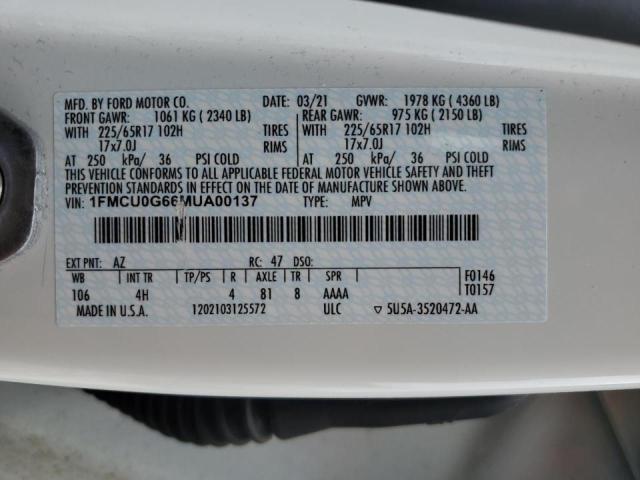 MFD. BY FORD MOTOR CO. DATE: 03/21 GVWR: 1978 KG ( 4360 LB)
FRONT GAWR: 1061 KG ( 2340 LB) REAR GAWR: 975 KG ( 2150 LB)
WITH 225/65R17 102H TIRES WITH 225/65R17 102H TIRES
17x7.0J RIMS 17x7.0J RIMS
AT 250 kPa/ 36 PSI COLD AT 250 kPa/ 36 PSI COLD
THIS VEHICLE CONFORMS TO ALL APPLICABLE FEDERAL MOTOR VEHICLE SAFETY AND THEFT
PREVENTION STANDARDS IN EFFECT ON THE DATE OF MANUFACTURE SHOWN ABOVE.
VIN: 1FMCU0G66MUA00137 TYPE: MPV
EXT PNT: AZ RC: 47 DSO: F0146
WB INT TR TP/PS R AXLE TR SPR T0157
106 4H 4 81 8 AAAA
MADE IN U.S.A. 1202103125572 ULC ▽ 5U5A-3520472-AA